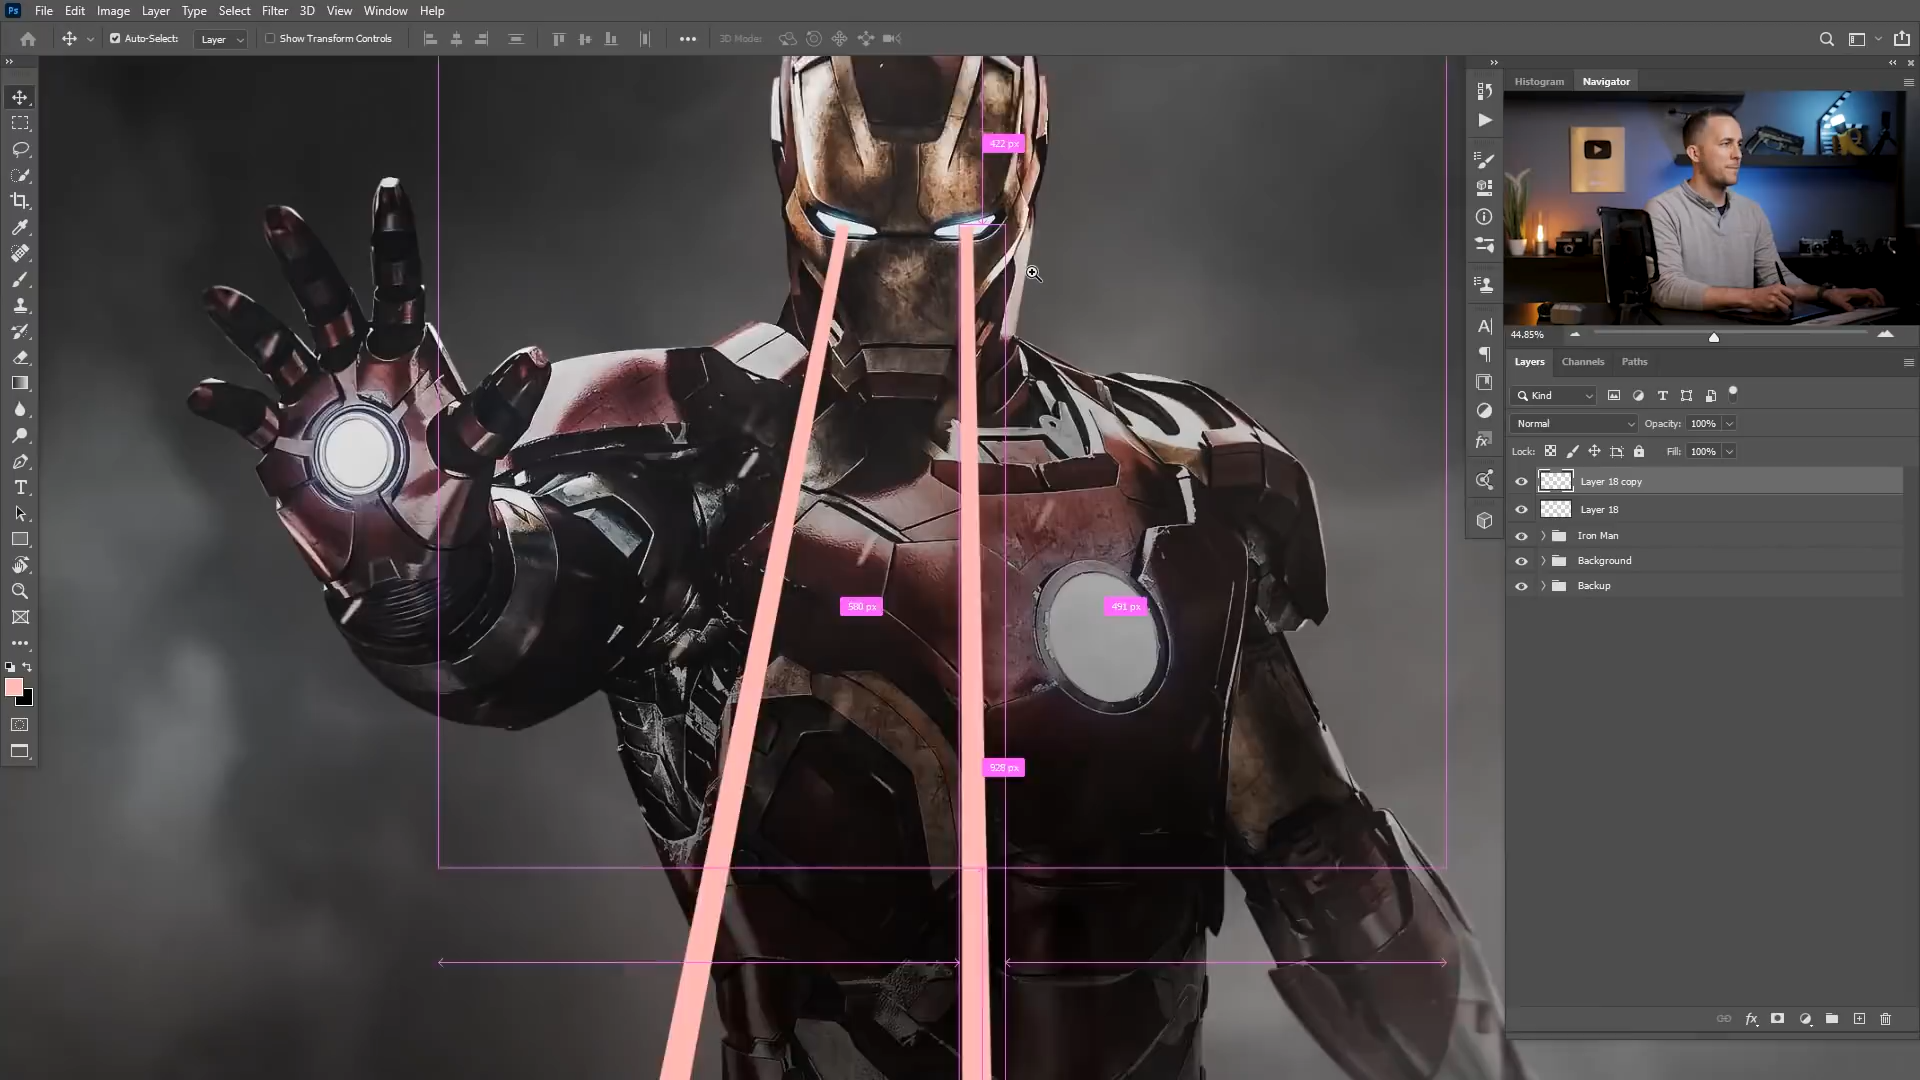 Ps File Edit Image Layer Type Select Filter 3D View Window Help
Auto-Select: Layer Show Transform Controls 3D Mode:
Histogram Navigator
422 px
44.85%
Layers Channels Paths
Kind
Normal Opacity: 100%
Lock: Fill: 100%
Layer 18 copy
Layer 18
Iron Man
Background
Backup
580 px
491 px
928 px